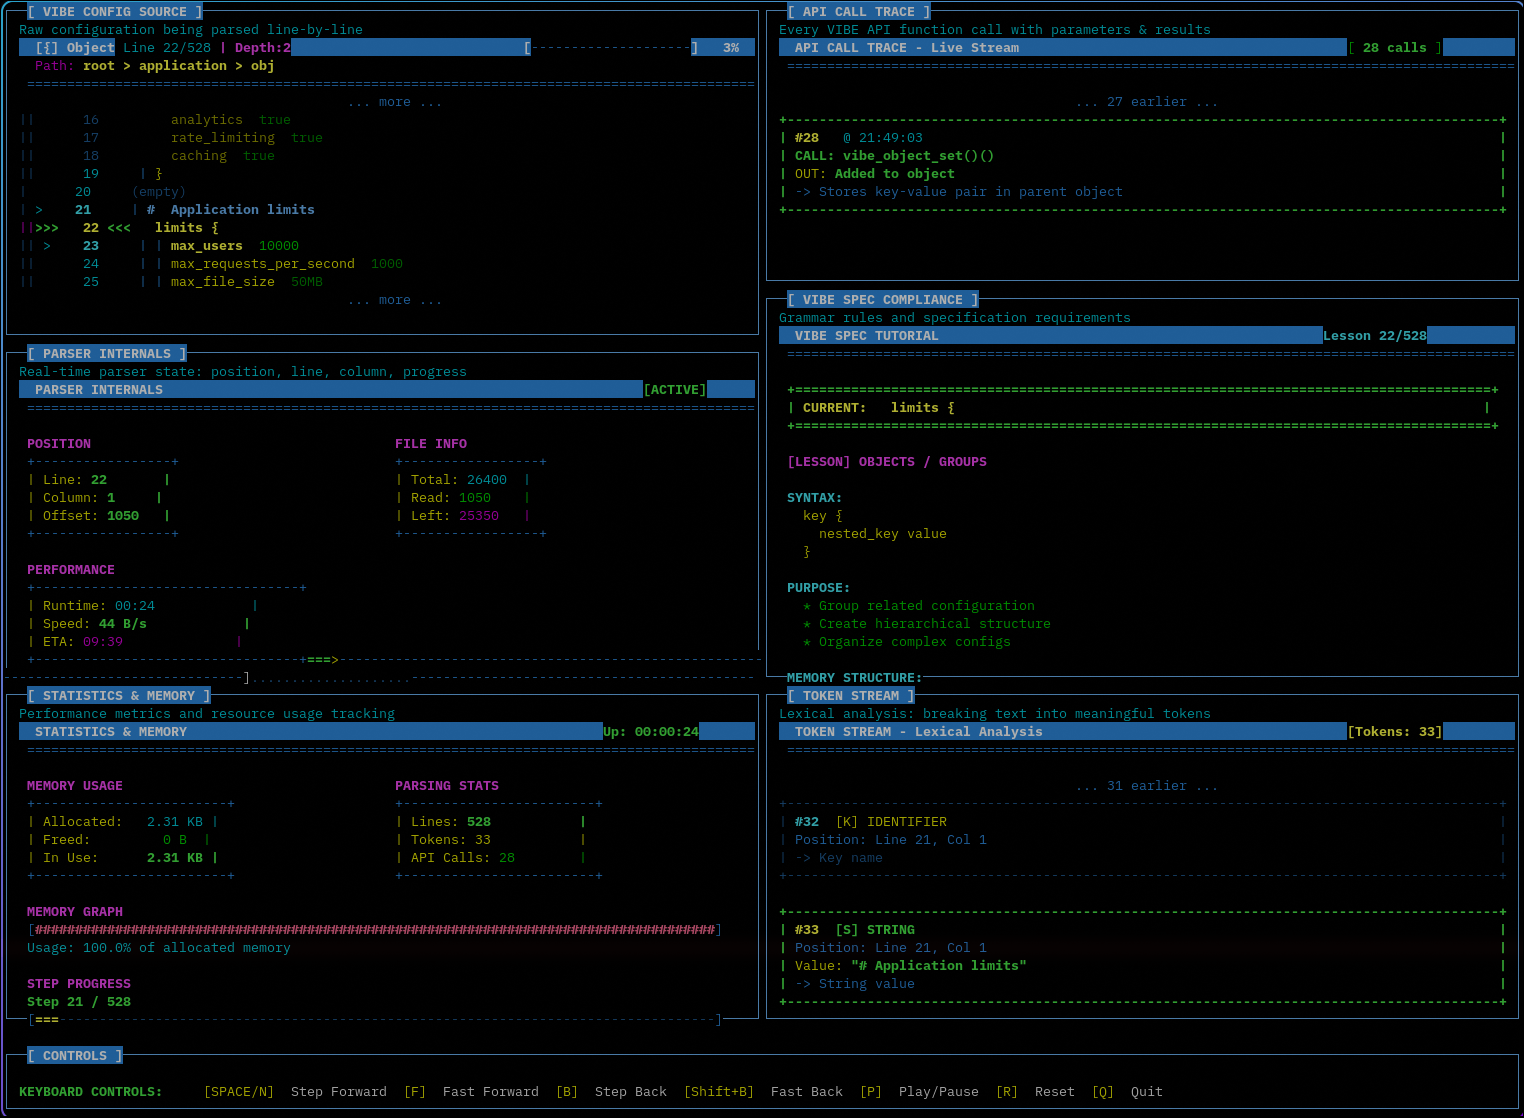 [ VIBE CONFIG SOURCE ]
Raw configuration being parsed line-by-line
[{] Object Line 22/528 | Depth:2 [--------------------] 3%
Path: root > application > obj
... more ...
|| 16 analytics true
|| 17 rate_limiting true
|| 18 caching true
|| 19 | }
| 20 (empty)
| > 21 | # Application limits
||>>> 22 <<< limits {
|| > 23 | | max_users 10000
|| 24 | | max_requests_per_second 1000
|| 25 | | max_file_size 50MB
... more ...
[ PARSER INTERNALS ]
Real-time parser state: position, line, column, progress
PARSER INTERNALS [ACTIVE]
POSITION
| Line: 22 |
| Column: 1 |
| Offset: 1050 |
FILE INFO
| Total: 26400 |
| Read: 1050 |
| Left: 25350 |
PERFORMANCE
| Runtime: 00:24 |
| Speed: 44 B/s |
| ETA: 09:39 |
[ STATISTICS & MEMORY ]
Performance metrics and resource usage tracking
STATISTICS & MEMORY Up: 00:00:24
MEMORY USAGE
| Allocated: 2.31 KB |
| Freed: 0 B |
| In Use: 2.31 KB |
PARSING STATS
| Lines: 528 |
| Tokens: 33 |
| API Calls: 28 |
MEMORY GRAPH
[#####################################################################################]
Usage: 100.0% of allocated memory
STEP PROGRESS
Step 21 / 528
[ API CALL TRACE ]
Every VIBE API function call with parameters & results
API CALL TRACE - Live Stream [ 28 calls ]
... 27 earlier ...
| #28 @ 21:49:03 |
| CALL: vibe_object_set()() |
| OUT: Added to object |
| -> Stores key-value pair in parent object |
[ VIBE SPEC COMPLIANCE ]
Grammar rules and specification requirements
VIBE SPEC TUTORIAL Lesson 22/528
| CURRENT: limits { |
[LESSON] OBJECTS / GROUPS
SYNTAX:
key {
nested_key value
}
PURPOSE:
* Group related configuration
* Create hierarchical structure
* Organize complex configs
MEMORY STRUCTURE:
[ TOKEN STREAM ]
Lexical analysis: breaking text into meaningful tokens
TOKEN STREAM - Lexical Analysis [Tokens: 33]
... 31 earlier ...
| #32 [K] IDENTIFIER |
| Position: Line 21, Col 1 |
| -> Key name |
| #33 [S] STRING |
| Position: Line 21, Col 1 |
| Value: "# Application limits" |
| -> String value |
[ CONTROLS ]
KEYBOARD CONTROLS: [SPACE/N] Step Forward [F] Fast Forward [B] Step Back [Shift+B] Fast Back [P] Play/Pause [R] Reset [Q] Quit